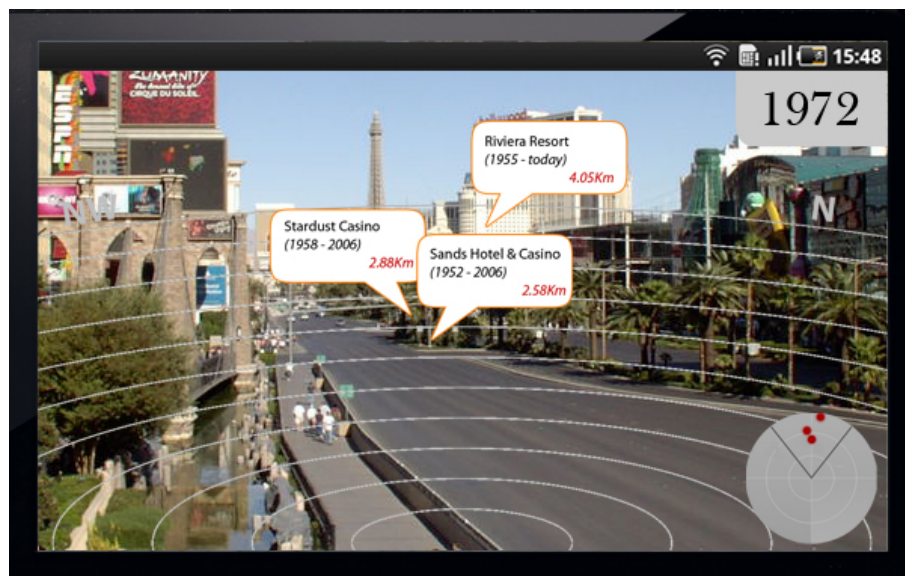 15:48
1972
ZUMANITY
CIRQUE DU SOLEIL
ESPN
Riviera Resort
(1955 - today)
4.05Km
NW
N
Stardust Casino
(1958 - 2006)
2.88Km
Sands Hotel & Casino
(1952 - 2006)
2.58Km